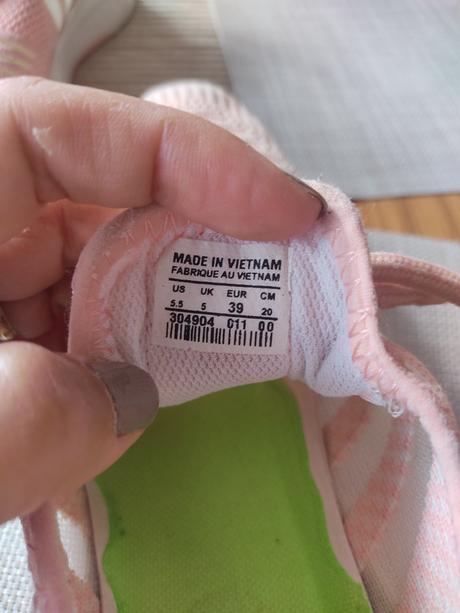 MADE IN VIETNAM
FABRIQUE AU VIETNAM
US UK EUR CM
5.5 5 39 20
304904 011 00